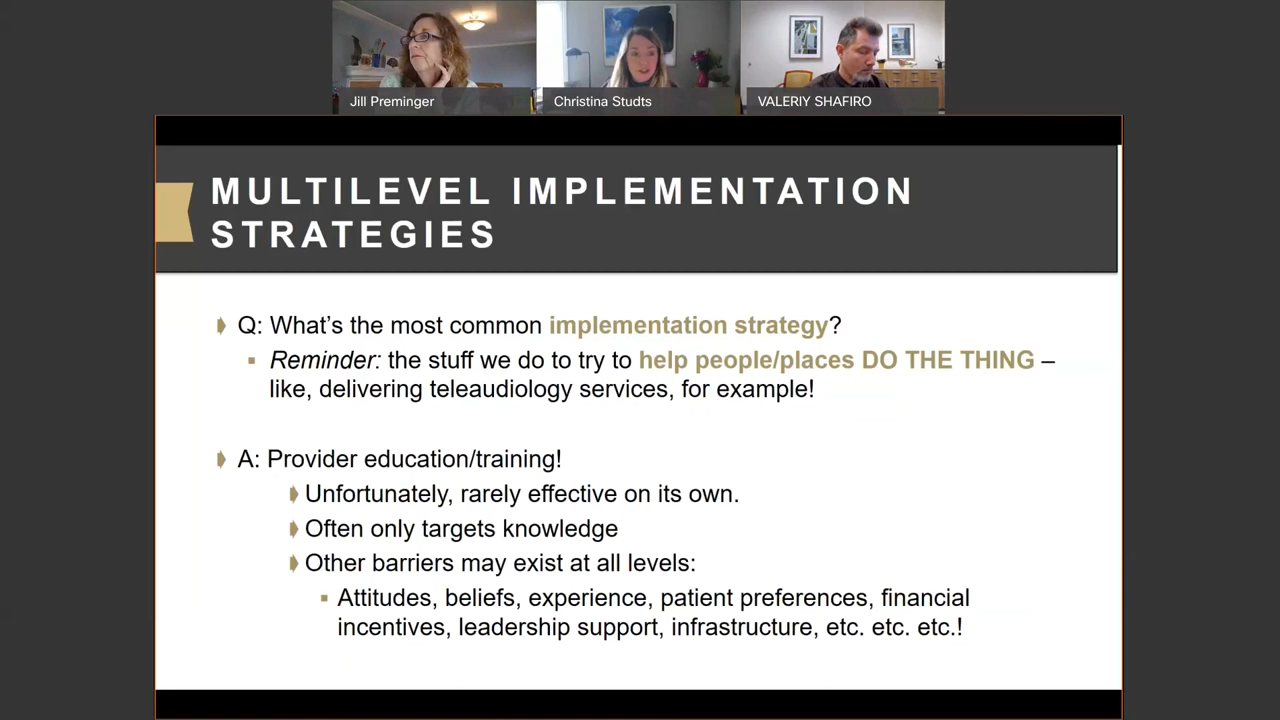 Jill Preminger
Christina Studts
VALERIY SHAFIRO
MULTILEVEL IMPLEMENTATION
STRATEGIES
Q: What's the most common implementation strategy?
Reminder: the stuff we do to try to help people/places DO THE THING –
like, delivering teleaudiology services, for example!
A: Provider education/training!
Unfortunately, rarely effective on its own.
Often only targets knowledge
Other barriers may exist at all levels:
Attitudes, beliefs, experience, patient preferences, financial
incentives, leadership support, infrastructure, etc. etc. etc.!